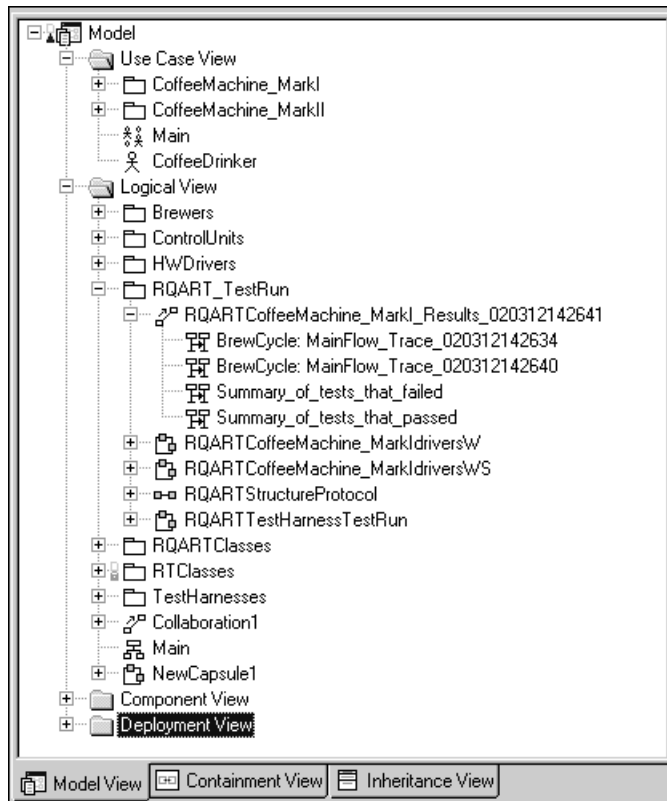 Model
Use Case View
CoffeeMachine_MarkI
CoffeeMachine_MarkII
Main
CoffeeDrinker
Logical View
Brewers
ControlUnits
HWDrivers
RQART_TestRun
RQARTCoffeeMachine_MarkI_Results_020312142641
BrewCycle: MainFlow_Trace_020312142634
BrewCycle: MainFlow_Trace_020312142640
Summary_of_tests_that_failed
Summary_of_tests_that_passed
RQARTCoffeeMachine_MarkIdriversW
RQARTCoffeeMachine_MarkIdriversWS
RQARTStructureProtocol
RQARTTestHarnessTestRun
RQARTClasses
RTClasses
TestHarnesses
Collaboration1
Main
NewCapsule1
Component View
Deployment View
Model View Containment View Inheritance View